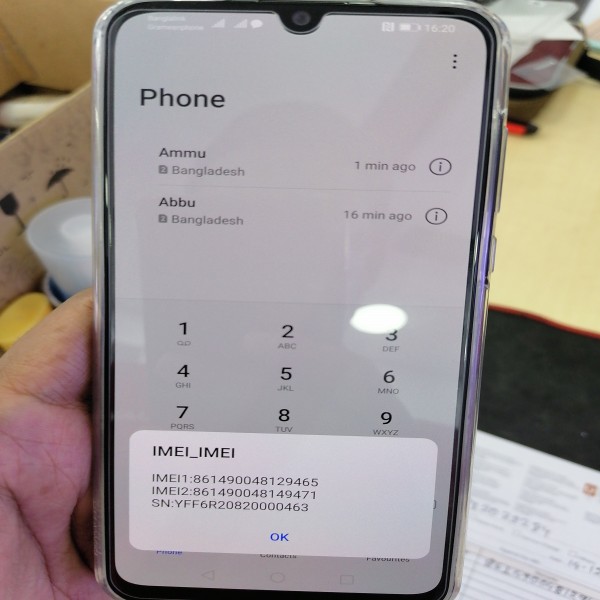 Banglalink
Grameenphone
16:20
Phone
Ammu
Bangladesh
1 min ago
Abbu
Bangladesh
16 min ago
1
2
ABC
3
DEF
4
GHI
5
JKL
6
MNO
7
PQRS
8
TUV
9
WXYZ
IMEI_IMEI
IMEI1:861490048129465
IMEI2:861490048149471
SN:YFF6R20820000463
OK
Phone
Contacts
Favourites